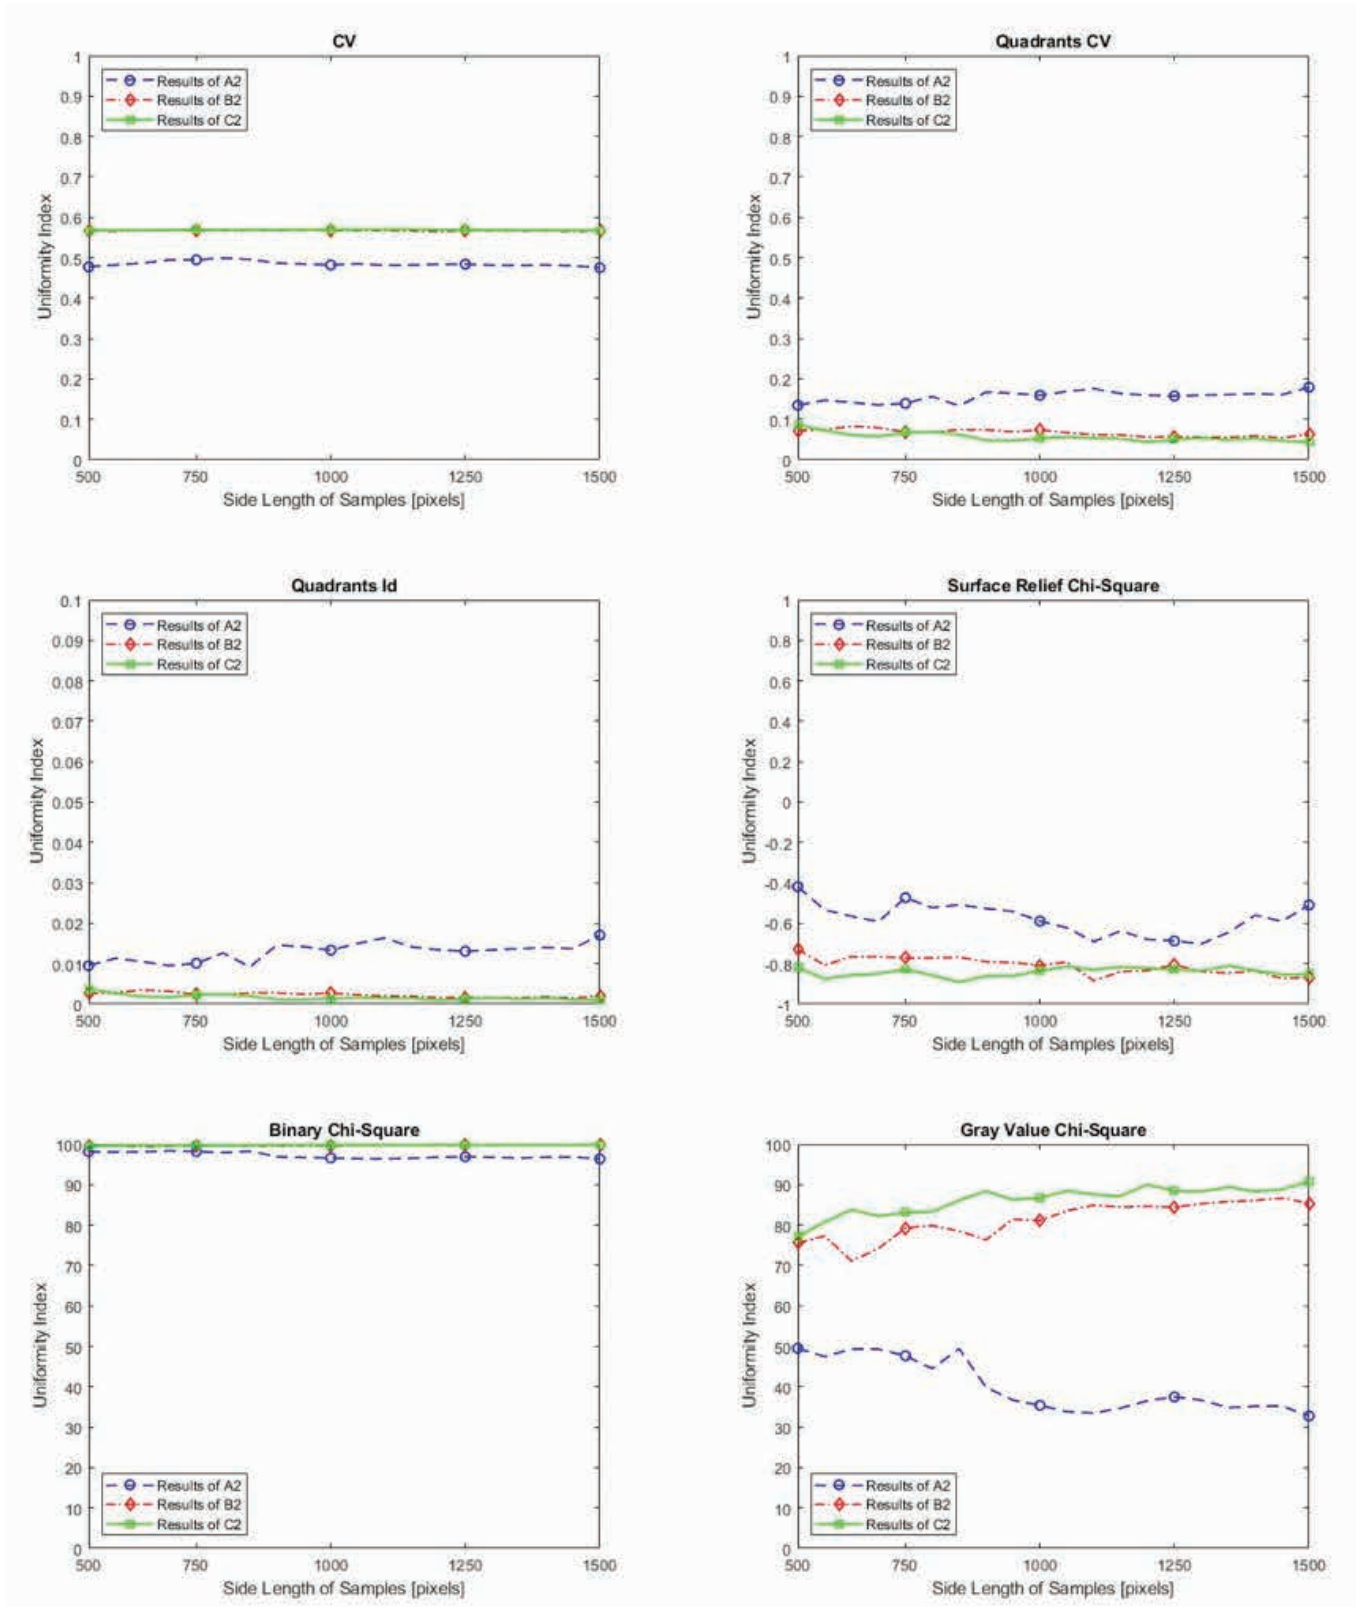 CV
1
0.9
0.8
0.7
0.6
0.5
0.4
0.3
0.2
0.1
0
Uniformity Index
Results of A2
Results of B2
Results of C2
500 750 1000 1250 1500
Side Length of Samples [pixels]
Quadrants CV
1
0.9
0.8
0.7
0.6
0.5
0.4
0.3
0.2
0.1
0
Uniformity Index
Results of A2
Results of B2
Results of C2
500 750 1000 1250 1500
Side Length of Samples [pixels]
Quadrants Id
0.1
0.09
0.08
0.07
0.06
0.05
0.04
0.03
0.02
0.01
0
Uniformity Index
Results of A2
Results of B2
Results of C2
500 750 1000 1250 1500
Side Length of Samples [pixels]
Surface Relief Chi-Square
1
0.8
0.6
0.4
0.2
0
-0.2
-0.4
-0.6
-0.8
-1
Uniformity Index
Results of A2
Results of B2
Results of C2
500 750 1000 1250 1500
Side Length of Samples [pixels]
Binary Chi-Square
100
90
80
70
60
50
40
30
20
10
0
Uniformity Index
Results of A2
Results of B2
Results of C2
500 750 1000 1250 1500
Side Length of Samples [pixels]
Gray Value Chi-Square
100
90
80
70
60
50
40
30
20
10
0
Uniformity Index
Results of A2
Results of B2
Results of C2
500 750 1000 1250 1500
Side Length of Samples [pixels]